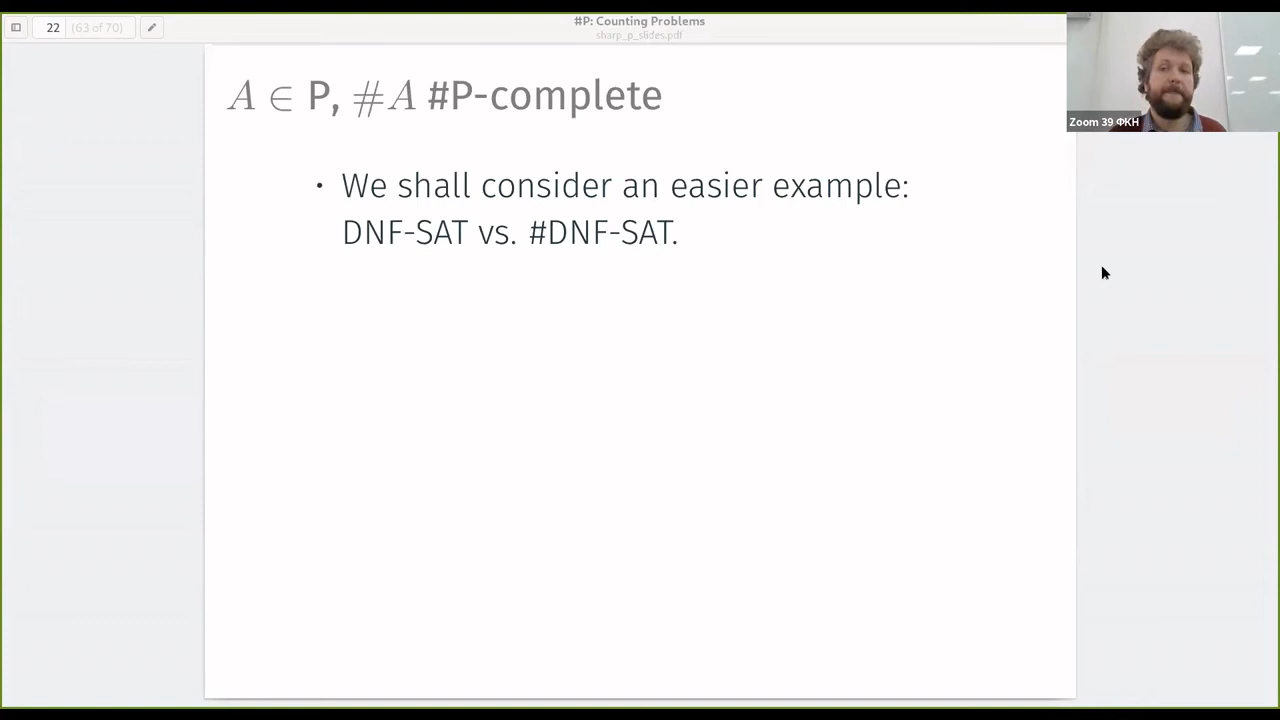 22 (63 of 70)
#P: Counting Problems
sharp_p_slides.pdf
Zoom 39 ФКН
A ∈ P, #A #P-complete
• We shall consider an easier example:
DNF-SAT vs. #DNF-SAT.